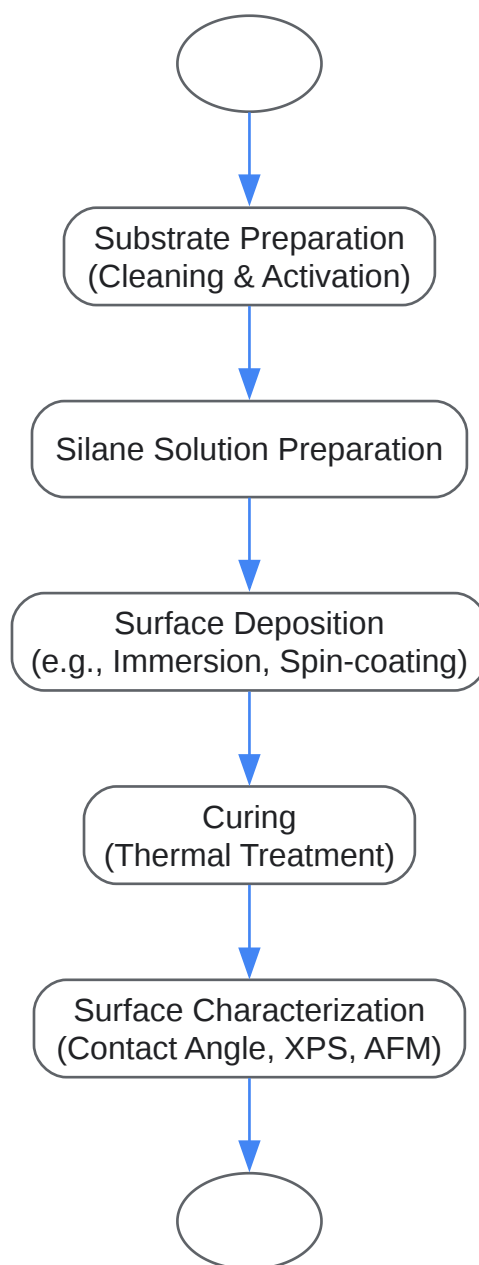 Substrate Preparation
(Cleaning & Activation)
Silane Solution Preparation
Surface Deposition
(e.g., Immersion, Spin-coating)
Curing
(Thermal Treatment)
Surface Characterization
(Contact Angle, XPS, AFM)